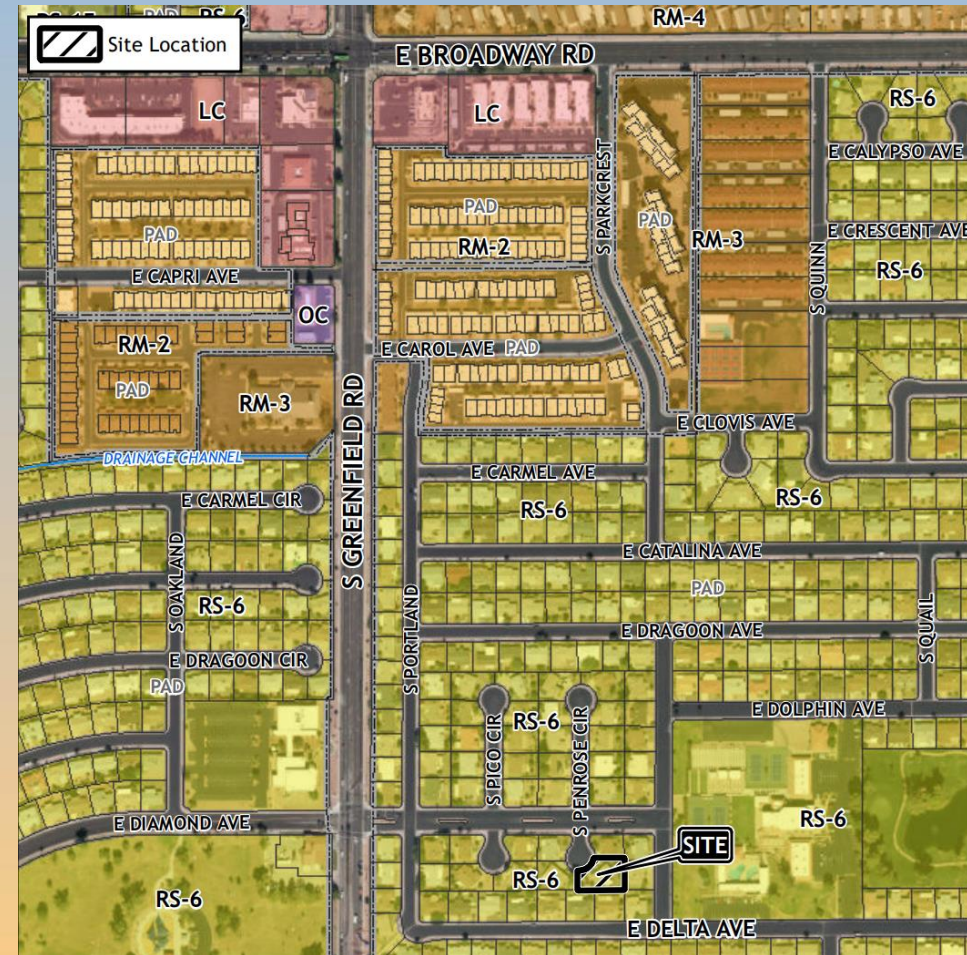 RM-4
PAD
RS-6
Site Location
E BROADWAY RD
LC
LC
RS-6
E CALYPSO AVE
S PARKCREST
PAD
PAD
PAD
RM-2
RM-3
E CRESCENT AVE
S QUINN
RS-6
E CAPRI AVE
OC
RM-2
E CAROL AVE
PAD
PAD
RM-3
S GREENFIELD RD
E CLOVIS AVE
DRAINAGE CHANNEL
E CARMEL CIR
E CARMEL AVE
RS-6
RS-6
S OAKLAND
E CATALINA AVE
RS-6
PAD
S PORTLAND
E DRAGOON AVE
S QUAIL
E DRAGOON CIR
PAD
E DOLPHIN AVE
RS-6
S PICO CIR
S PENROSE CIR
E DIAMOND AVE
RS-6
SITE
RS-6
RS-6
E DELTA AVE